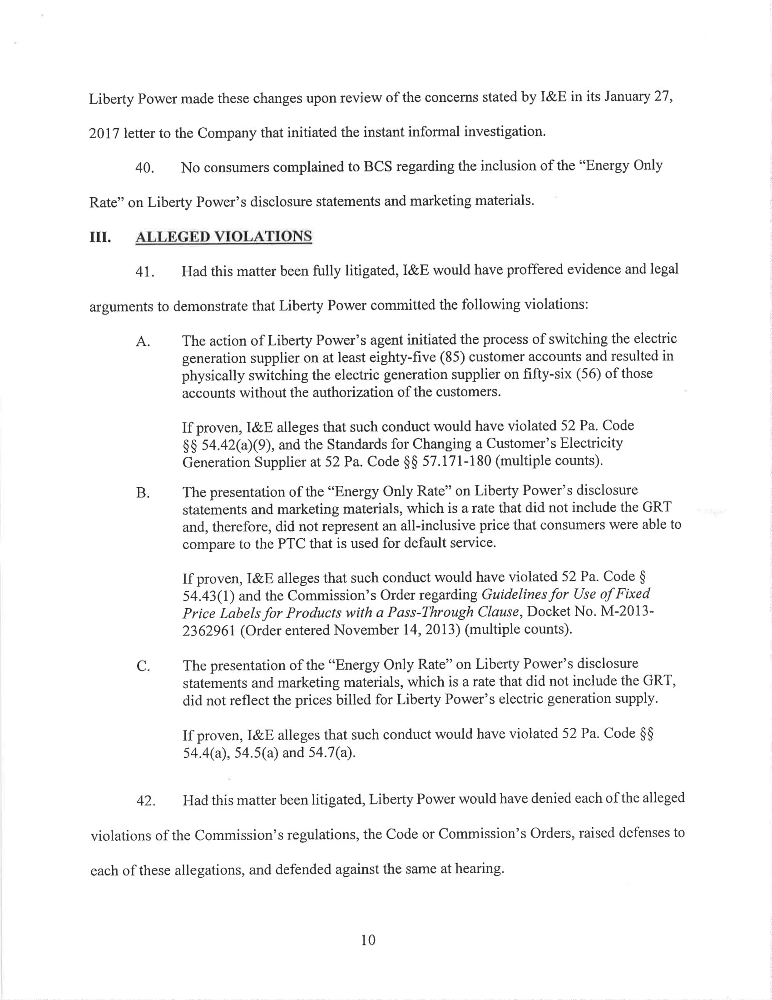 Liberty Power made these changes upon review of the concerns stated by I&E in its January 27,
2017 letter to the Company that initiated the instant informal investigation.
40. No consumers complained to BCS regarding the inclusion of the “Energy Only
Rate” on Liberty Power’s disclosure statements and marketing materials.
III. ALLEGED VIOLATIONS
41. Had this matter been fully litigated, I&E would have proffered evidence and legal
arguments to demonstrate that Liberty Power committed the following violations:
A. The action of Liberty Power’s agent initiated the process of switching the electric
generation supplier on at least eighty-five (85) customer accounts and resulted in
physically switching the electric generation supplier on fifty-six (56) of those
accounts without the authorization of the customers.
If proven, I&E alleges that such conduct would have violated 52 Pa. Code
§§ 54.42(a)(9), and the Standards for Changing a Customer’s Electricity
Generation Supplier at 52 Pa. Code §§ 57.171-180 (multiple counts).
B. The presentation of the “Energy Only Rate” on Liberty Power’s disclosure
statements and marketing materials, which is a rate that did not include the GRT
and, therefore, did not represent an all-inclusive price that consumers were able to
compare to the PTC that is used for default service.
If proven, I&E alleges that such conduct would have violated 52 Pa. Code §
54.43(1) and the Commission’s Order regarding Guidelines for Use of Fixed
Price Labels for Products with a Pass-Through Clause, Docket No. M-2013-
2362961 (Order entered November 14, 2013) (multiple counts).
C. The presentation of the “Energy Only Rate” on Liberty Power’s disclosure
statements and marketing materials, which is a rate that did not include the GRT,
did not reflect the prices billed for Liberty Power’s electric generation supply.
If proven, I&E alleges that such conduct would have violated 52 Pa. Code §§
54.4(a), 54.5(a) and 54.7(a).
42. Had this matter been litigated, Liberty Power would have denied each of the alleged
violations of the Commission’s regulations, the Code or Commission’s Orders, raised defenses to
each of these allegations, and defended against the same at hearing.
10